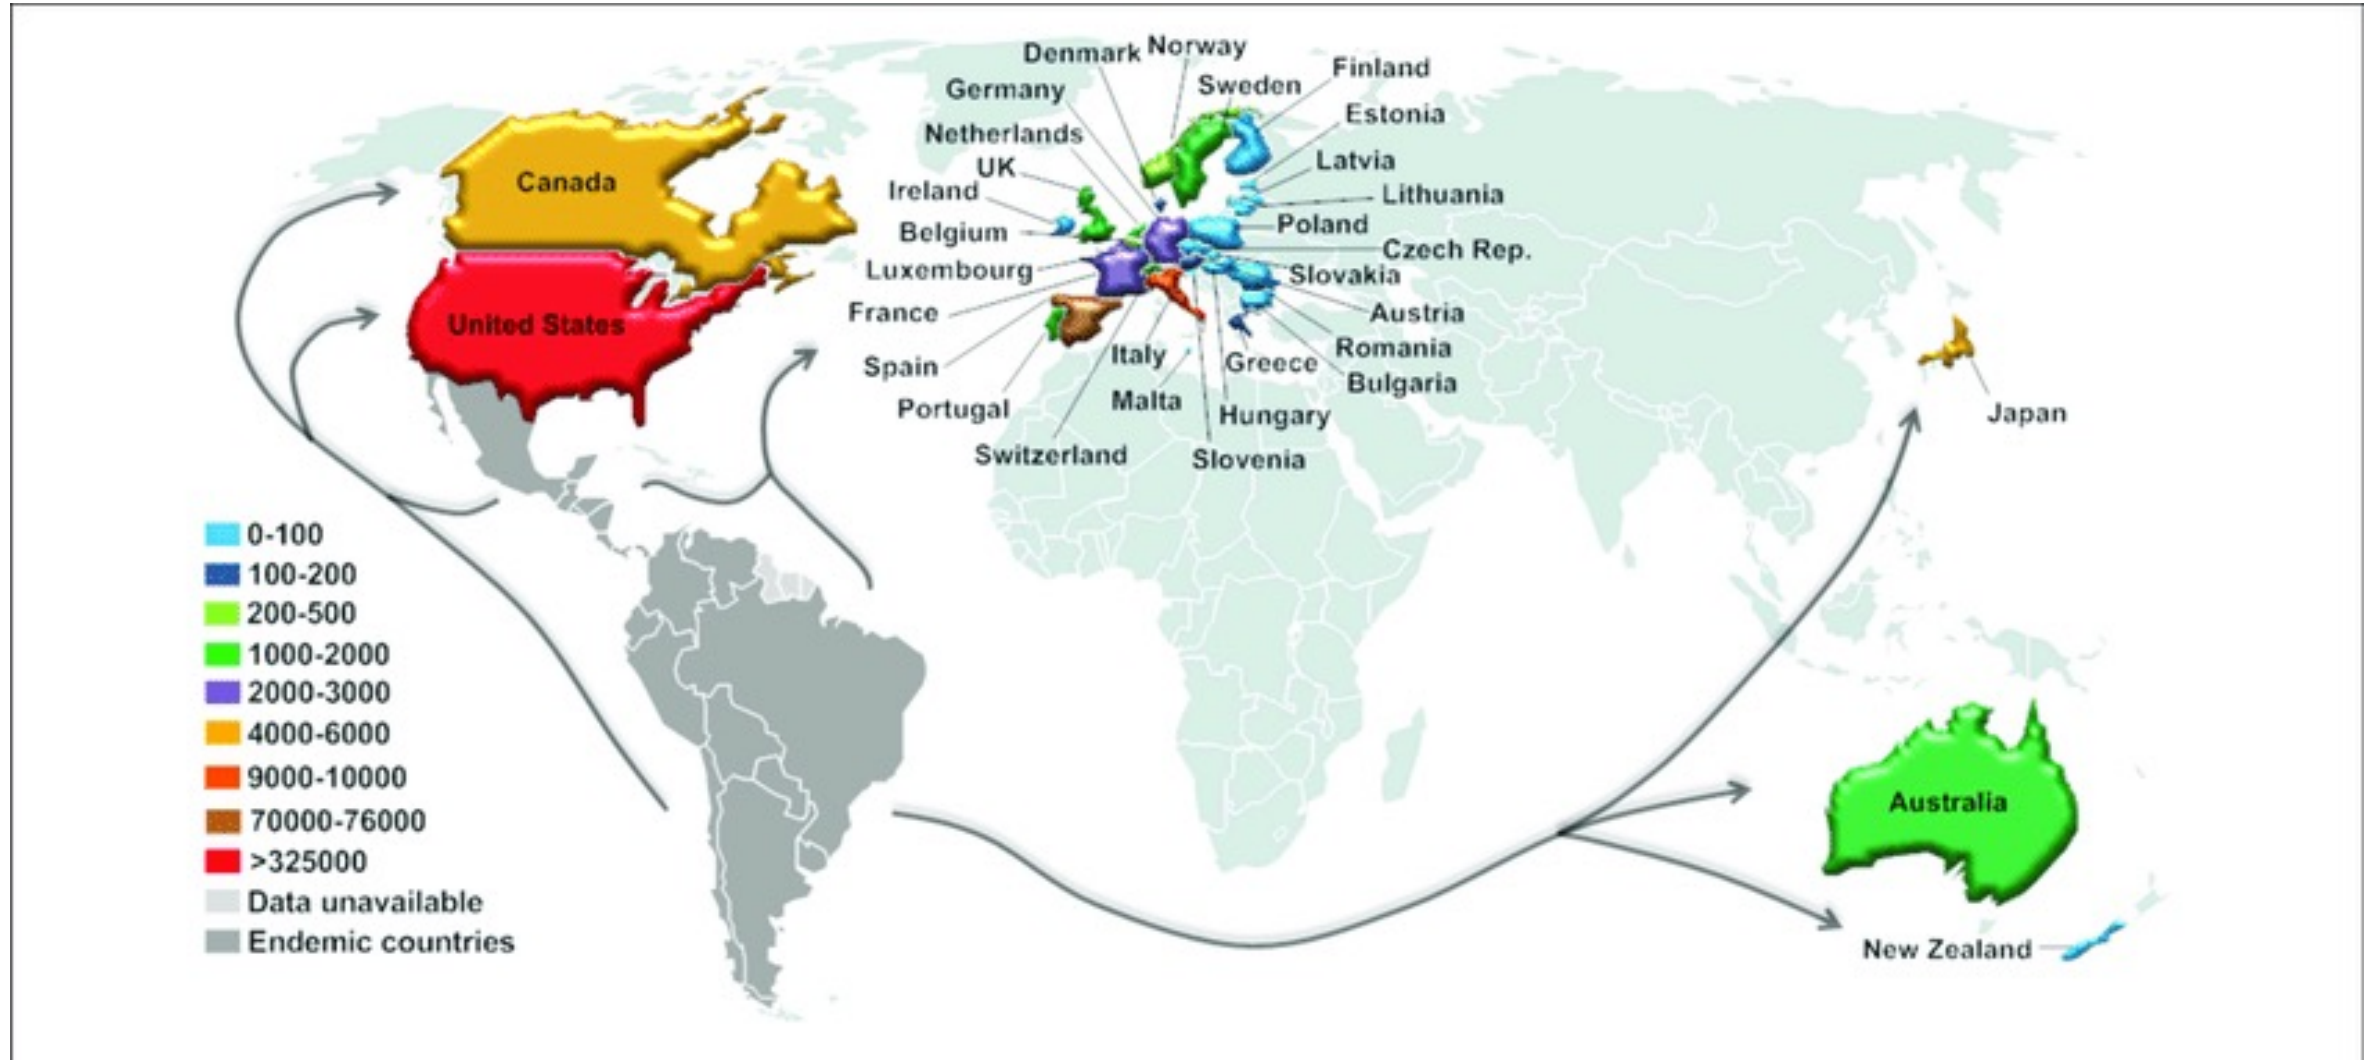 Denmark
Norway
Germany
Sweden
Finland
Netherlands
Estonia
UK
Latvia
Ireland
Lithuania
Belgium
Poland
Czech Rep.
Luxembourg
Slovakia
France
Austria
Spain
Italy
Greece
Romania
Portugal
Malta
Hungary
Bulgaria
Switzerland
Slovenia
Canada
United States
Japan
Australia
New Zealand
0-100
100-200
200-500
1000-2000
2000-3000
4000-6000
9000-10000
70000-76000
>325000
Data unavailable
Endemic countries